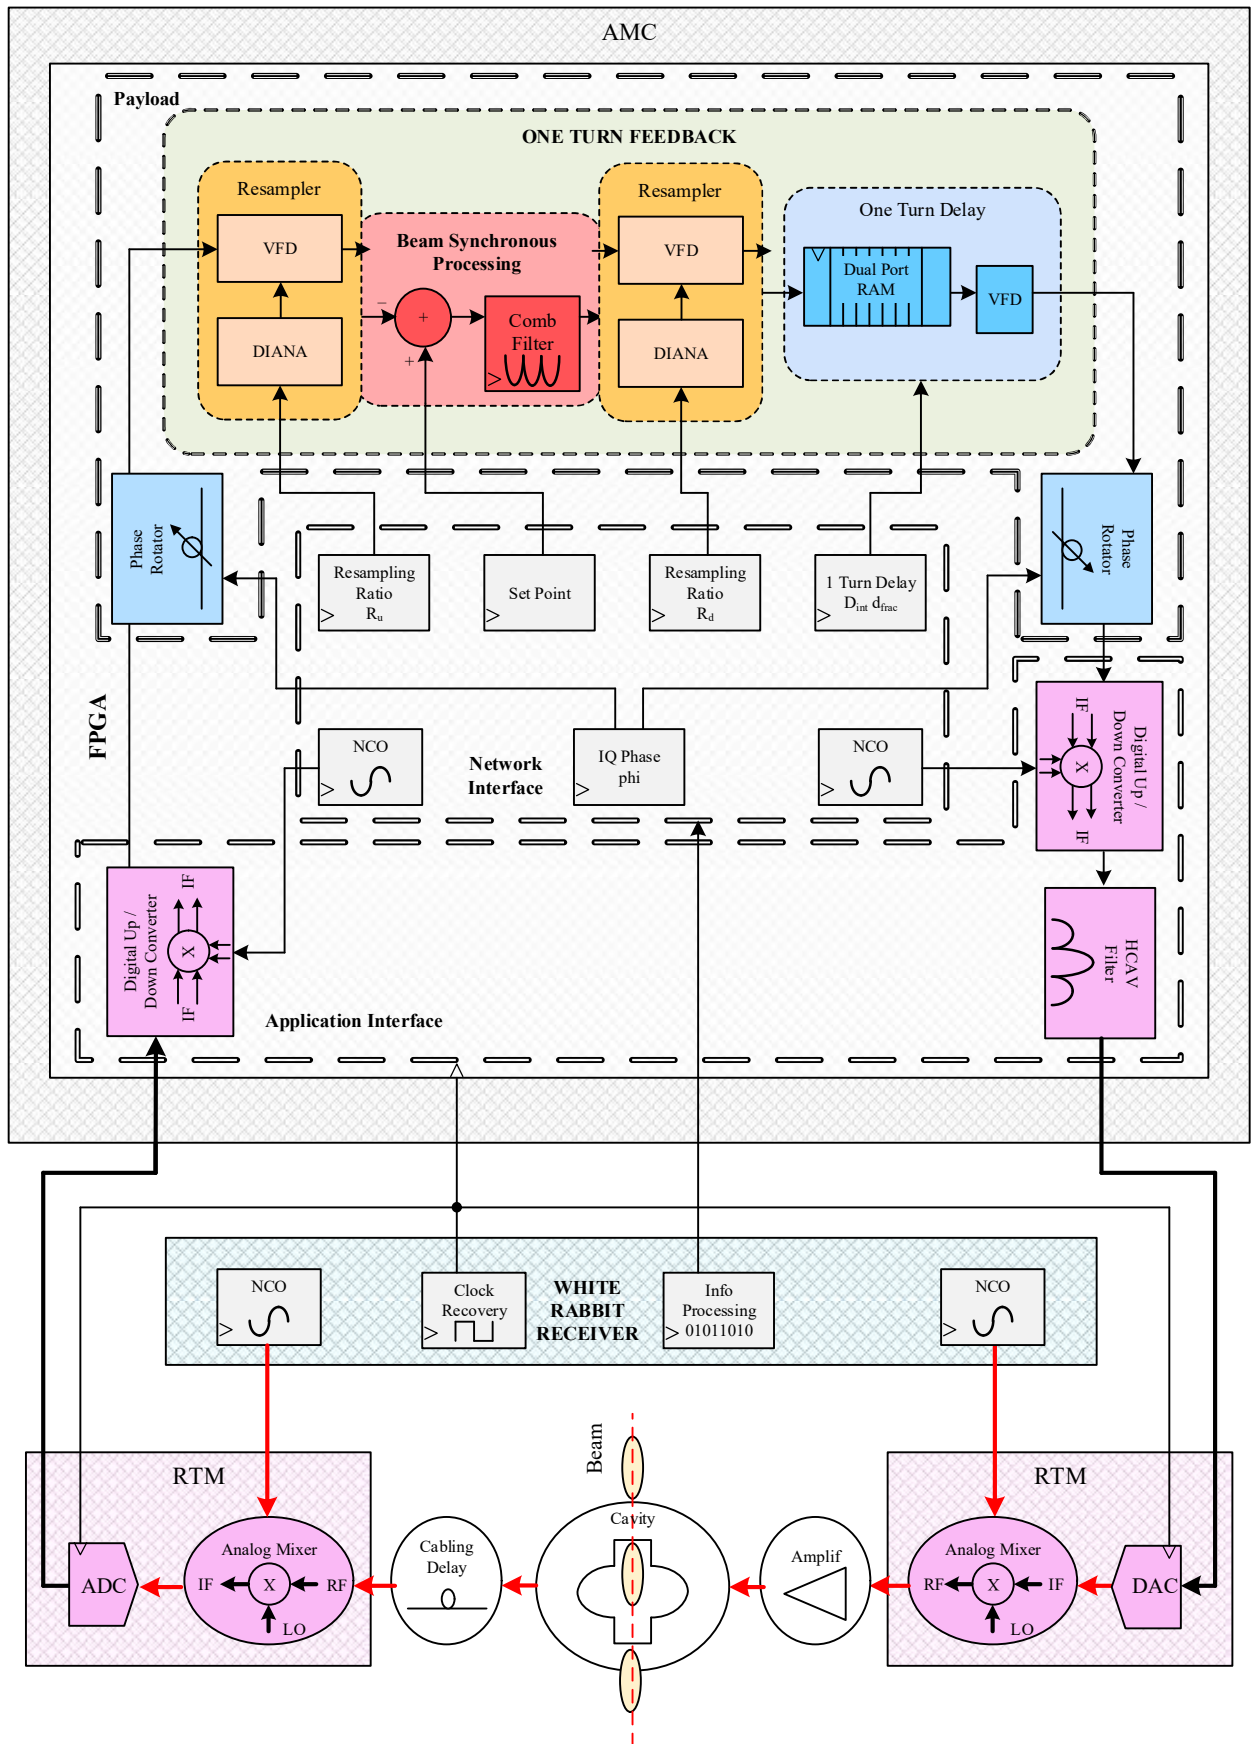 AMC
Payload
ONE TURN FEEDBACK
Resampler
VFD
DIANA
Beam Synchronous
Processing
−
+
+
Comb
Filter
Resampler
VFD
DIANA
One Turn Delay
Dual Port
RAM
VFD
Phase
Rotator
Resampling
Ratio
Ru
Set Point
Resampling
Ratio
Rd
1 Turn Delay
Dint dfrac
Phase
Rotator
FPGA
NCO
Network
Interface
IQ Phase
phi
NCO
IF
X
IF
Digital Up /
Down Converter
Digital Up /
Down Converter
IF
X
IF
HCAV
Filter
Application Interface
NCO
Clock
Recovery
WHITE
RABBIT
RECEIVER
Info
Processing
01011010
NCO
RTM
Analog Mixer
ADC
IF
X
RF
LO
Cabling
Delay
Beam
Cavity
Amplif
RTM
Analog Mixer
RF
X
IF
LO
DAC